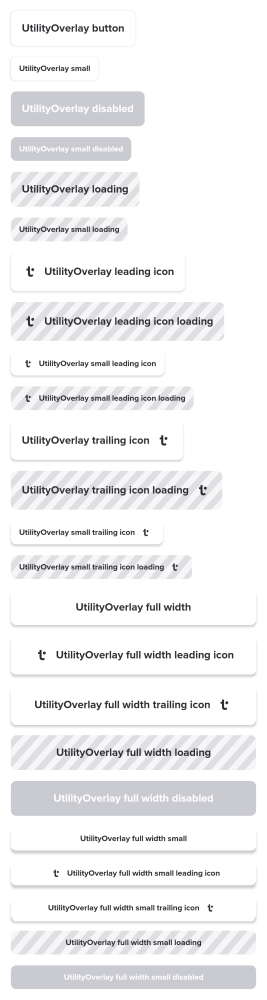 UtilityOverlay button
UtilityOverlay small
UtilityOverlay disabled
UtilityOverlay small disabled
UtilityOverlay loading
UtilityOverlay small loading
UtilityOverlay leading icon
UtilityOverlay leading icon loading
UtilityOverlay small leading icon
UtilityOverlay small leading icon loading
UtilityOverlay trailing icon
UtilityOverlay trailing icon loading
UtilityOverlay small trailing icon
UtilityOverlay small trailing icon loading
UtilityOverlay full width
UtilityOverlay full width leading icon
UtilityOverlay full width trailing icon
UtilityOverlay full width loading
UtilityOverlay full width disabled
UtilityOverlay full width small
UtilityOverlay full width small leading icon
UtilityOverlay full width small trailing icon
UtilityOverlay full width small loading
UtilityOverlay full width small disabled